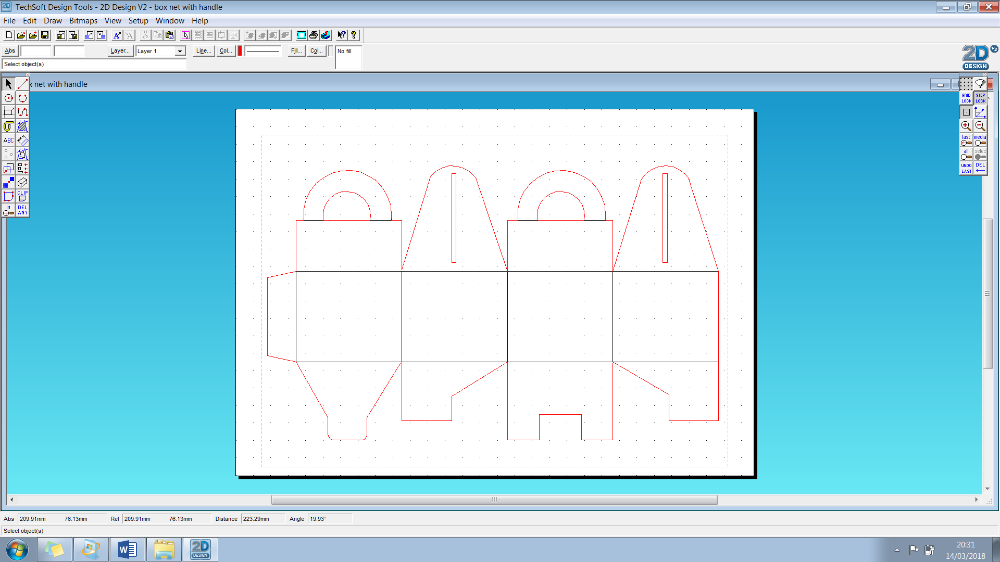 TechSoft Design Tools - 2D Design V2 - box net with handle
File Edit Draw Bitmaps View Setup Window Help
Abs Layer... Layer 1 Line... Col... Fill... Col... No fill
Select object(s)
2D V2
DESIGN
x net with handle
GRID LOCK
STEP LOCK
ABC
last
media
all
selec
UNDO LAST
DEL
CLIP
in
DEL ANY
Abs 209.91mm 76.13mm Rel 209.91mm 76.13mm Distance 223.29mm Angle 19.93°
Select object(s)
2D
DESIGN
20:31
14/03/2018